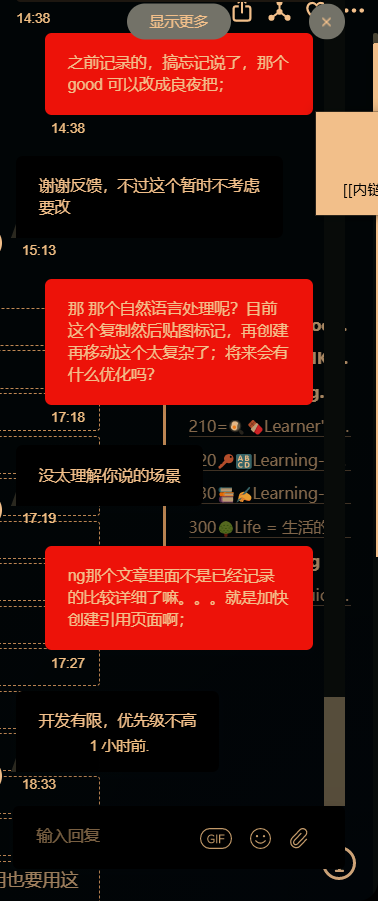 14:38
显示更多
之前记录的，搞忘记说了，那个
good 可以改成良夜把；
14:38
谢谢反馈，不过这个暂时不考虑
要改
[[内链
15:13
那 那个自然语言处理呢？目前
这个复制然后贴图标记，再创建
再移动这个太复杂了；将来会有
什么优化吗？
17:18
210=🍳🍫Learner'
20🔑🔠Learning-
没太理解你说的场景
30📚✍Learning-
17:19
300🌳Life = 生活的
ng那个文章里面不是已经记录
的比较详细了嘛。。。就是加快
创建引用页面啊；
17:27
开发有限，优先级不高
1 小时前.
18:33
输入回复
GIF
也要用这